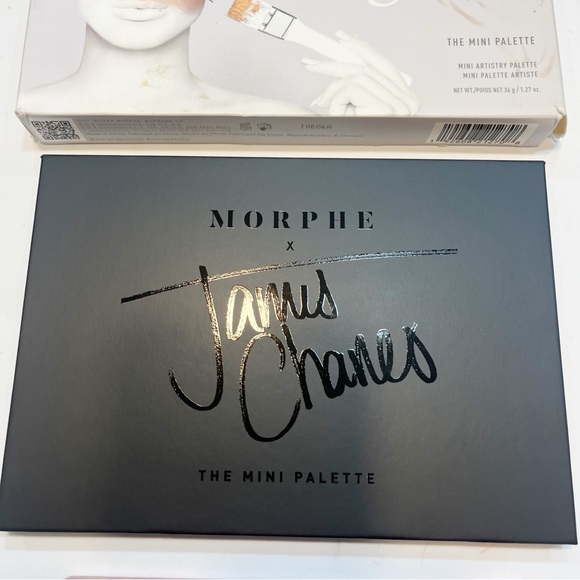 THE MINI PALETTE
MINI ARTISTRY PALETTE
MINI PALETTE ARTISTE
NET WT/POIDS NET 36 g / 1.27 oz.
MORPHE
X
James
Charles
THE MINI PALETTE